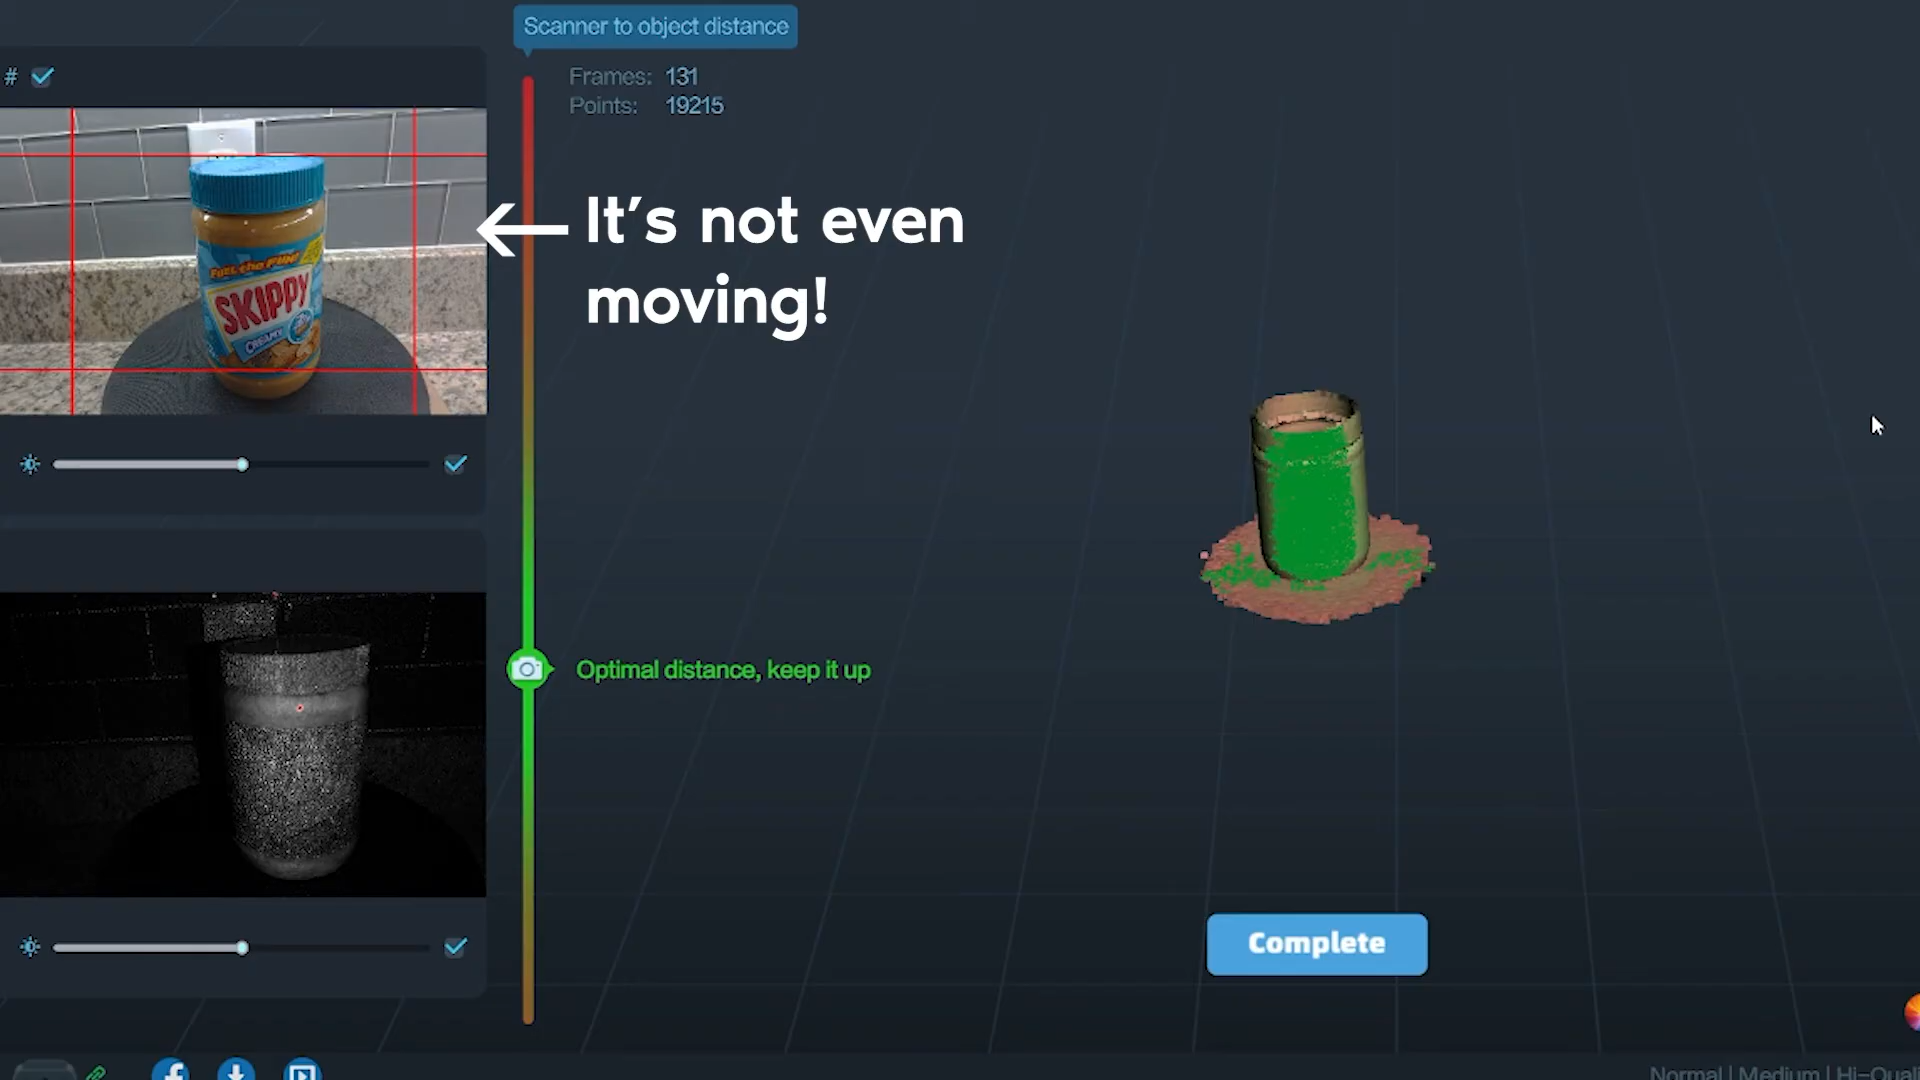 Scanner to object distance
#
Frames: 131
Points: 19215
It's not even
moving!
FUEL the FUN!
SKIPPY
CREAMY
Optimal distance, keep it up
Complete
Normal | Medium | Hi-Quali